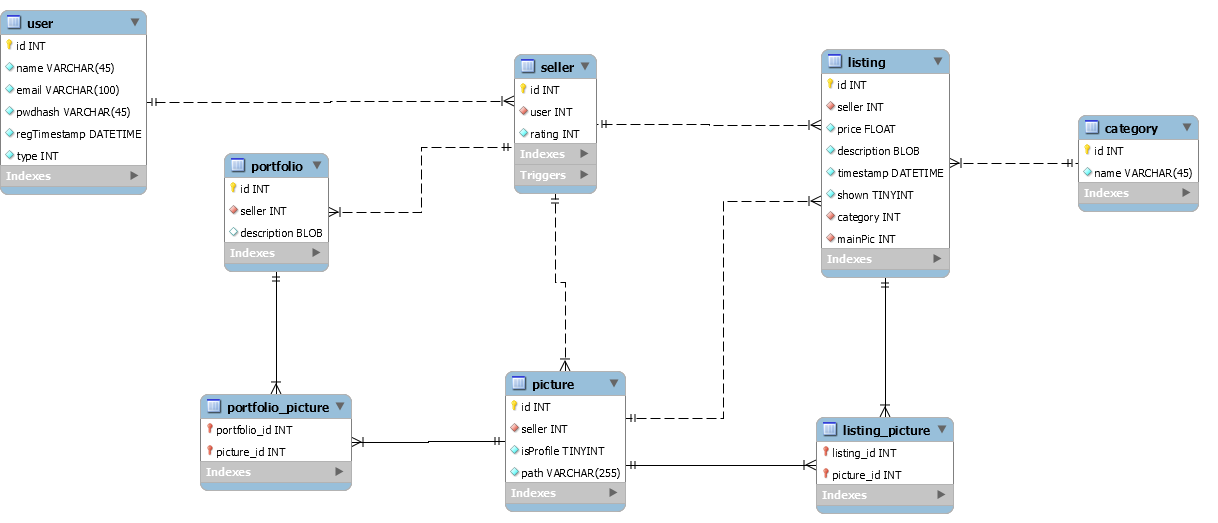 user
id INT
name VARCHAR(45)
email VARCHAR(100)
pwdhash VARCHAR(45)
regTimestamp DATETIME
type INT
Indexes
seller
id INT
user INT
rating INT
Indexes
Triggers
listing
id INT
seller INT
price FLOAT
description BLOB
timestamp DATETIME
shown TINYINT
category INT
mainPic INT
Indexes
category
id INT
name VARCHAR(45)
Indexes
portfolio
id INT
seller INT
description BLOB
Indexes
portfolio_picture
portfolio_id INT
picture_id INT
Indexes
picture
id INT
seller INT
isProfile TINYINT
path VARCHAR(255)
Indexes
listing_picture
listing_id INT
picture_id INT
Indexes